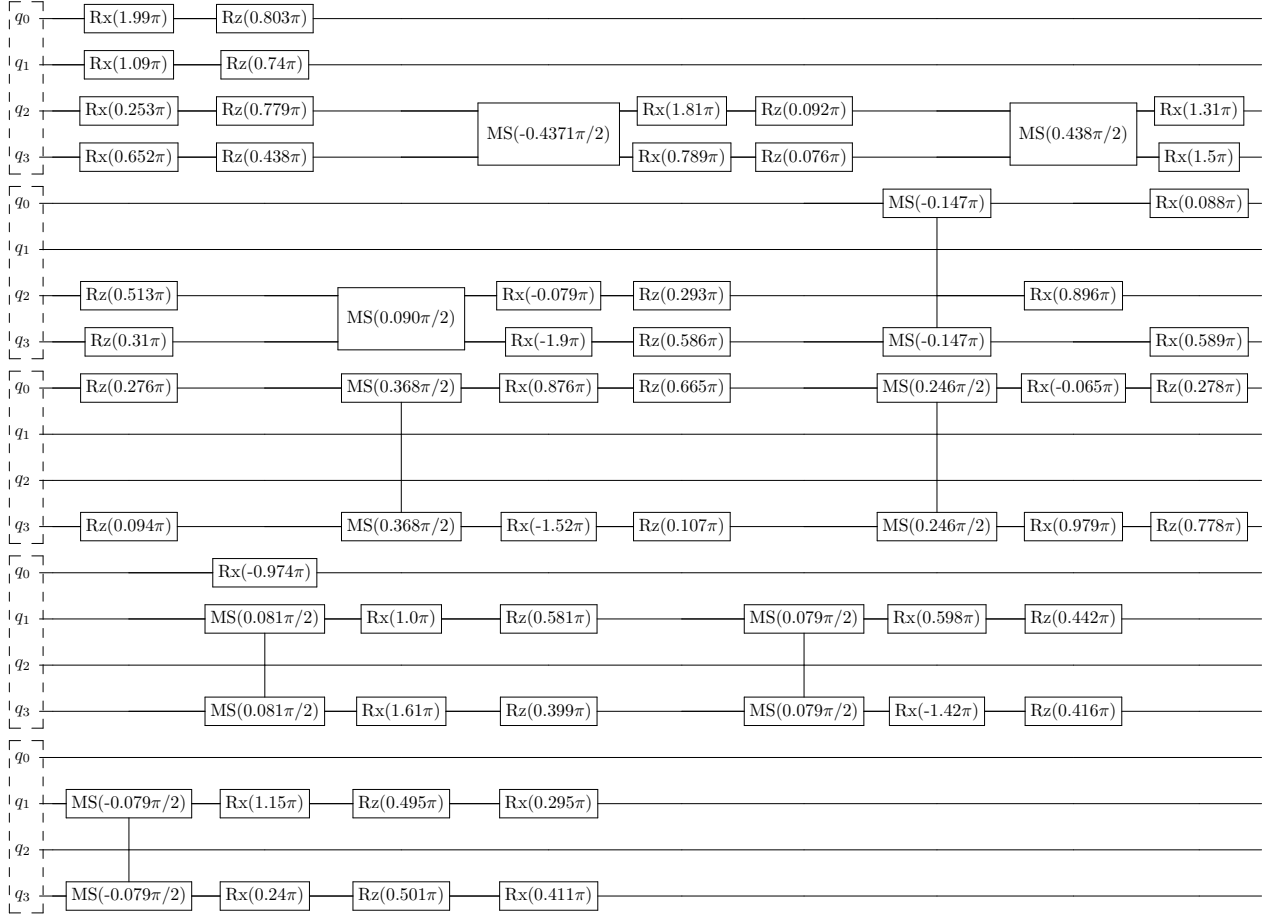 q0 Rx(1.99π) Rz(0.803π)
q1 Rx(1.09π) Rz(0.74π)
q2 Rx(0.253π) Rz(0.779π) Rx(1.81π) Rz(0.092π) Rx(1.31π)
MS(-0.4371π/2) MS(0.438π/2)
q3 Rx(0.652π) Rz(0.438π) Rx(0.789π) Rz(0.076π) Rx(1.5π)
q0 MS(-0.147π) Rx(0.088π)
q1
q2 Rz(0.513π) Rx(-0.079π) Rz(0.293π) Rx(0.896π)
MS(0.090π/2)
q3 Rz(0.31π) Rx(-1.9π) Rz(0.586π) MS(-0.147π) Rx(0.589π)
q0 Rz(0.276π) MS(0.368π/2) Rx(0.876π) Rz(0.665π) MS(0.246π/2) Rx(-0.065π) Rz(0.278π)
q1
q2
q3 Rz(0.094π) MS(0.368π/2) Rx(-1.52π) Rz(0.107π) MS(0.246π/2) Rx(0.979π) Rz(0.778π)
q0 Rx(-0.974π)
q1 MS(0.081π/2) Rx(1.0π) Rz(0.581π) MS(0.079π/2) Rx(0.598π) Rz(0.442π)
q2
q3 MS(0.081π/2) Rx(1.61π) Rz(0.399π) MS(0.079π/2) Rx(-1.42π) Rz(0.416π)
q0
q1 MS(-0.079π/2) Rx(1.15π) Rz(0.495π) Rx(0.295π)
q2
q3 MS(-0.079π/2) Rx(0.24π) Rz(0.501π) Rx(0.411π)